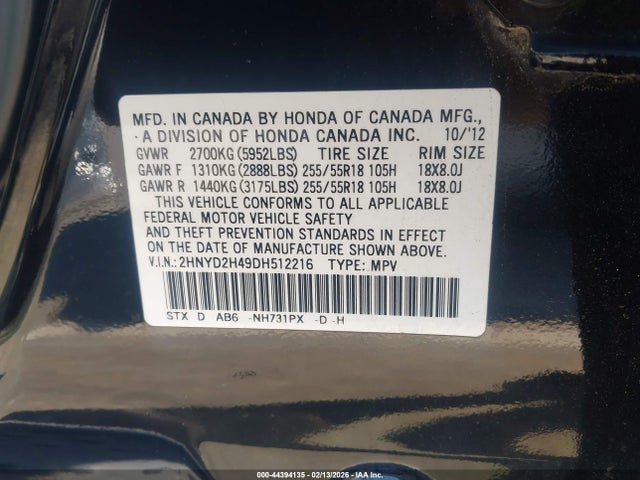 MFD. IN CANADA BY HONDA OF CANADA MFG.,
A DIVISION OF HONDA CANADA INC. 10/'12
GVWR 2700KG(5952LBS) TIRE SIZE RIM SIZE
GAWR F 1310KG(2888LBS) 255/55R18 105H 18X8.0J
GAWR R 1440KG(3175LBS) 255/55R18 105H 18X8.0J
THIS VEHICLE CONFORMS TO ALL APPLICABLE
FEDERAL MOTOR VEHICLE SAFETY
AND THEFT PREVENTION STANDARDS IN EFFECT
ON THE DATE OF MANUFACTURE SHOWN ABOVE.
V.I.N.:2HNYD2H49DH512216 TYPE: MPV
STX D AB6 -NH731PX -D -H
000-44394135 - 02/13/2026 - IAA Inc.